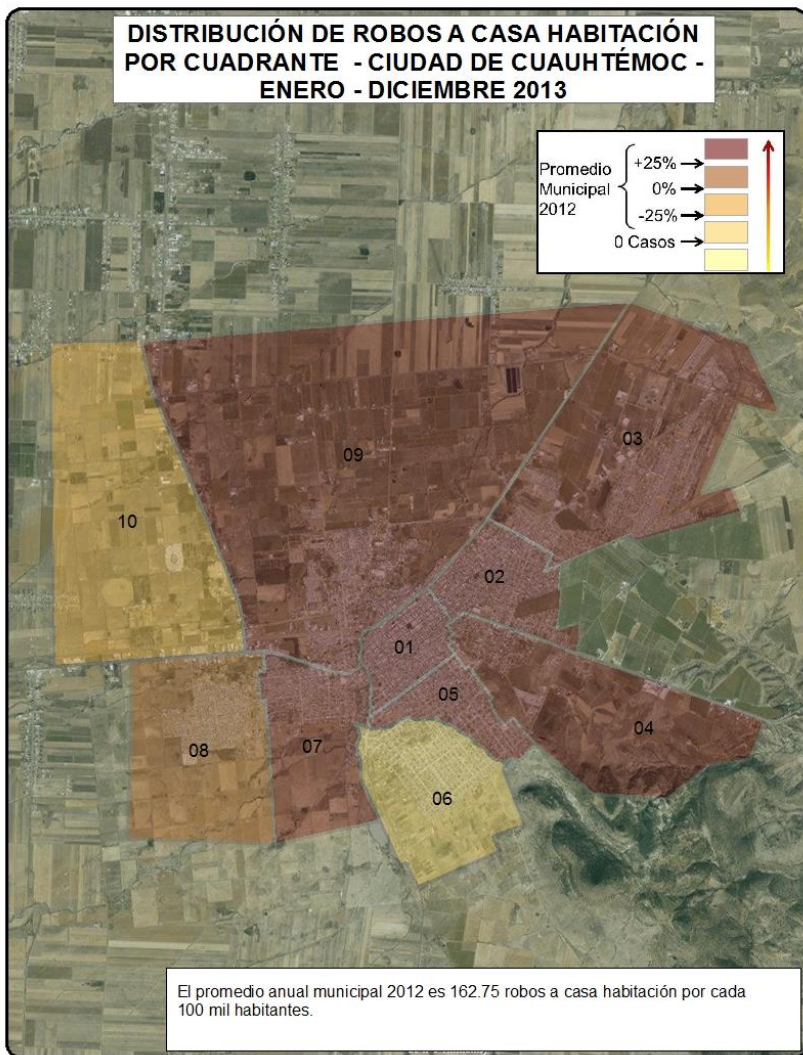 DISTRIBUCIÓN DE ROBOS A CASA HABITACIÓN
POR CUADRANTE - CIUDAD DE CUAUHTÉMOC -
ENERO - DICIEMBRE 2013
Promedio
Municipal
2012
+25%
0%
-25%
0 Casos
03
09
10
02
01
05
04
08
07
06
El promedio anual municipal 2012 es 162.75 robos a casa habitación por cada
100 mil habitantes.